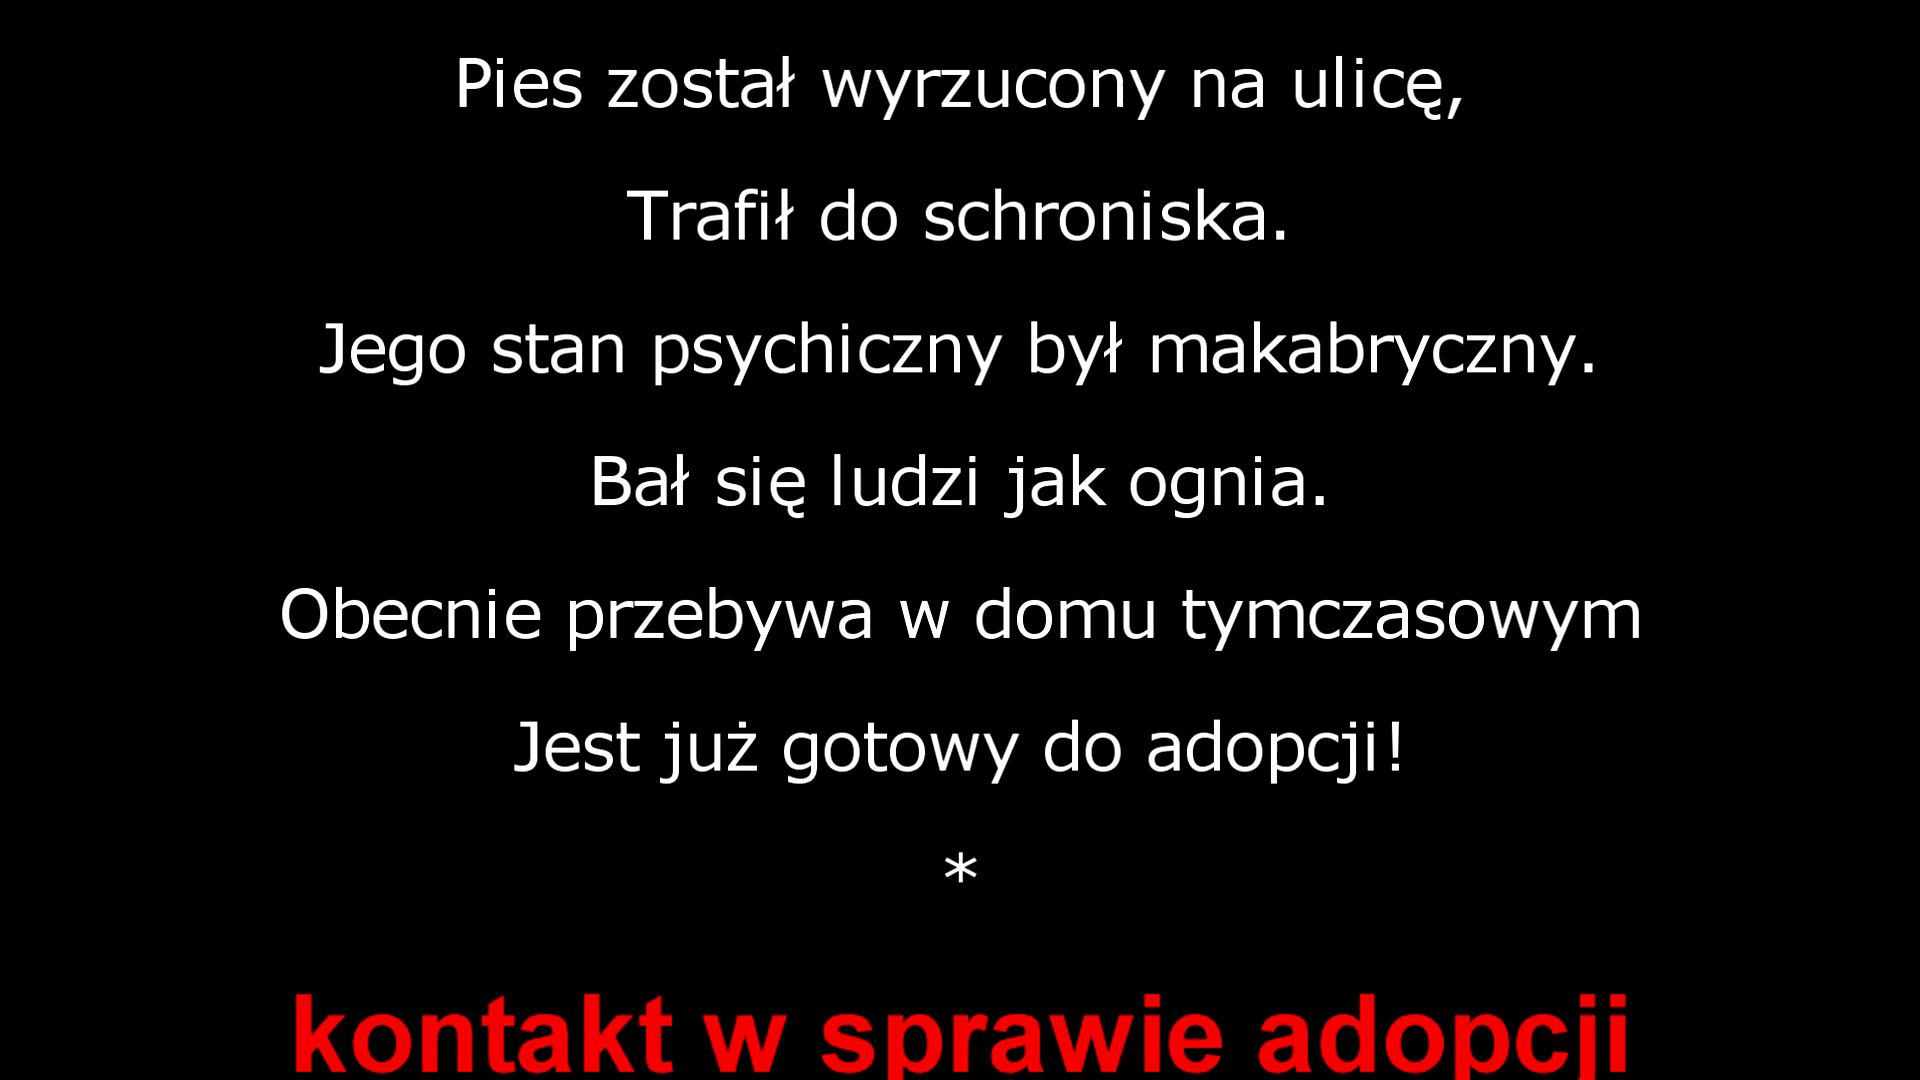 Pies został wyrzucony na ulicę,
Trafił do schroniska.
Jego stan psychiczny był makabryczny.
Bał się ludzi jak ognia.
Obecnie przebywa w domu tymczasowym
Jest już gotowy do adopcji!
*
kontakt w sprawie adopcji